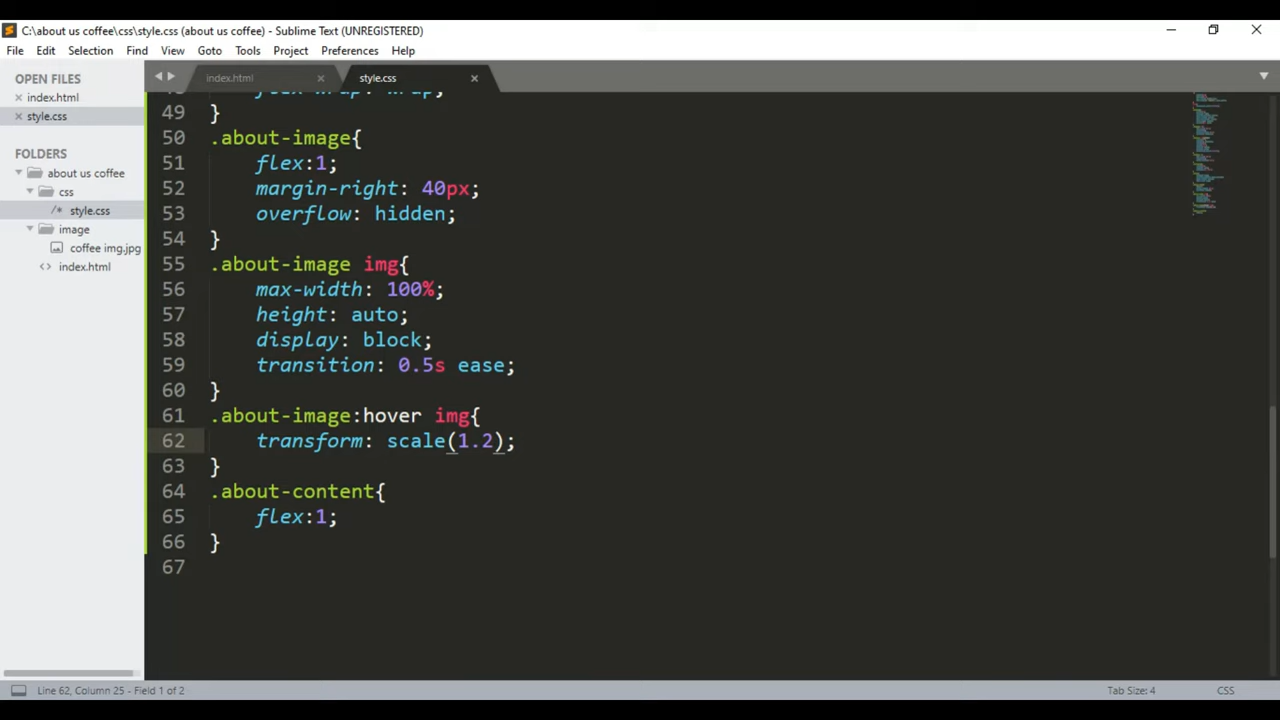 C:\about us coffee\css\style.css (about us coffee) - Sublime Text (UNREGISTERED)
File Edit Selection Find View Goto Tools Project Preferences Help
OPEN FILES
index.html
style.css
FOLDERS
about us coffee
css
/* style.css
image
coffee img.jpg
<> index.html
index.html
style.css
flex-wrap: wrap;
49 }
50 .about-image{
51 flex:1;
52 margin-right: 40px;
53 overflow: hidden;
54 }
55 .about-image img{
56 max-width: 100%;
57 height: auto;
58 display: block;
59 transition: 0.5s ease;
60 }
61 .about-image:hover img{
62 transform: scale(1.2);
63 }
64 .about-content{
65 flex:1;
66 }
67
Line 62, Column 25 - Field 1 of 2
Tab Size: 4
CSS